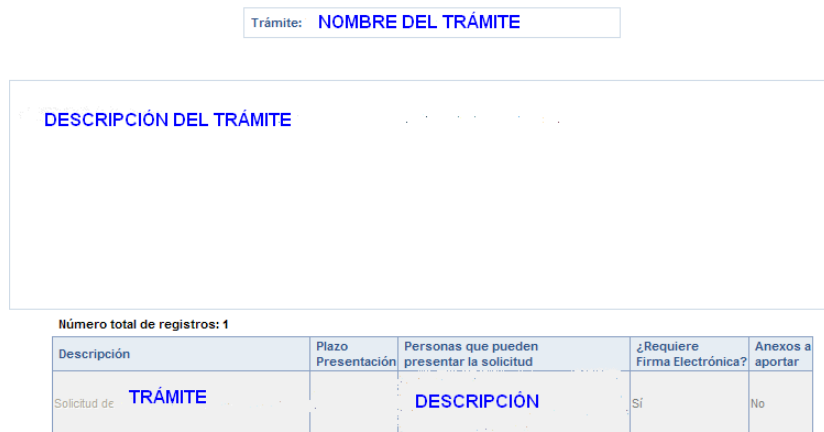 Trámite: NOMBRE DEL TRÁMITE
DESCRIPCIÓN DEL TRÁMITE
Número total de registros: 1
Descripción
Plazo
Presentación
Personas que pueden
presentar la solicitud
¿Requiere
Firma Electrónica?
Anexos a
aportar
Solicitud de TRÁMITE
DESCRIPCIÓN
Sí
No